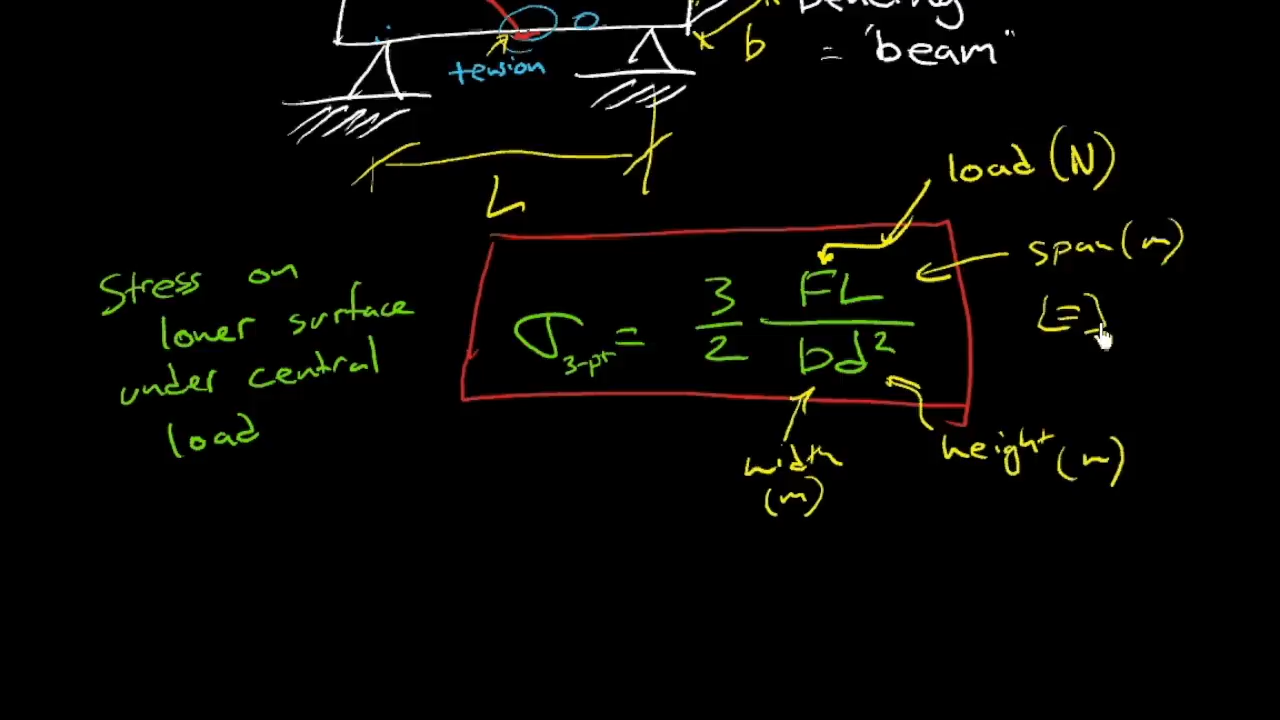 bending
= "beam"
b
tension
L
load (N)
span (m)
[=]
Stress on
lower surface
under central
load
σ3-pt = 3/2 FL/bd²
width
(m)
height (m)